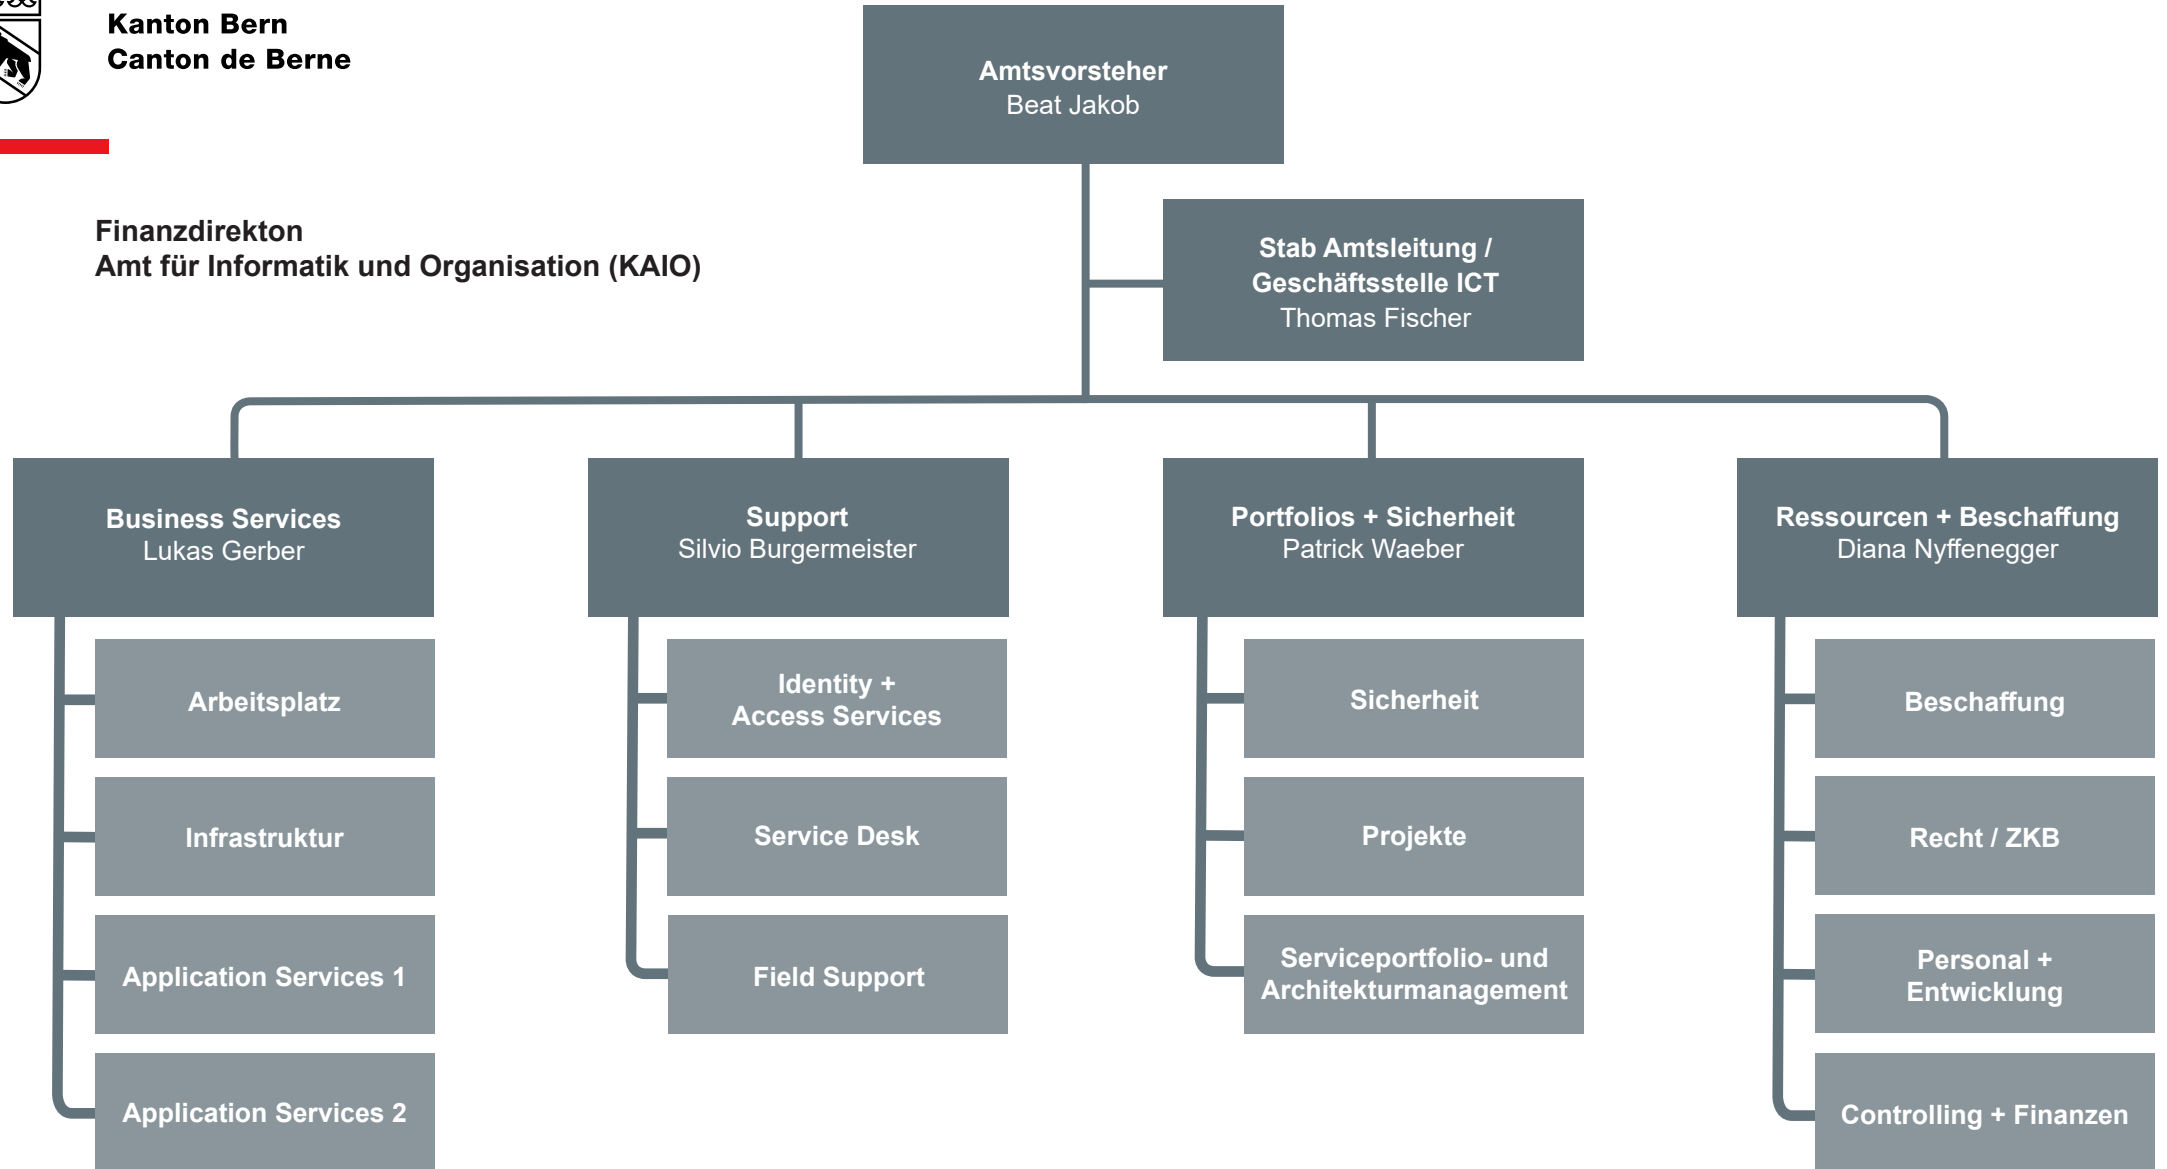 Kanton Bern
Canton de Berne
Finanzdirekton
Amt für Informatik und Organisation (KAIO)
Amtsvorsteher
Beat Jakob
Stab Amtsleitung /
Geschäftsstelle ICT
Thomas Fischer
Business Services
Lukas Gerber
Arbeitsplatz
Infrastruktur
Application Services 1
Application Services 2
Support
Silvio Burgermeister
Identity +
Access Services
Service Desk
Field Support
Portfolios + Sicherheit
Patrick Waeber
Sicherheit
Projekte
Serviceportfolio- und
Architekturmanagement
Ressourcen + Beschaffung
Diana Nyffenegger
Beschaffung
Recht / ZKB
Personal +
Entwicklung
Controlling + Finanzen